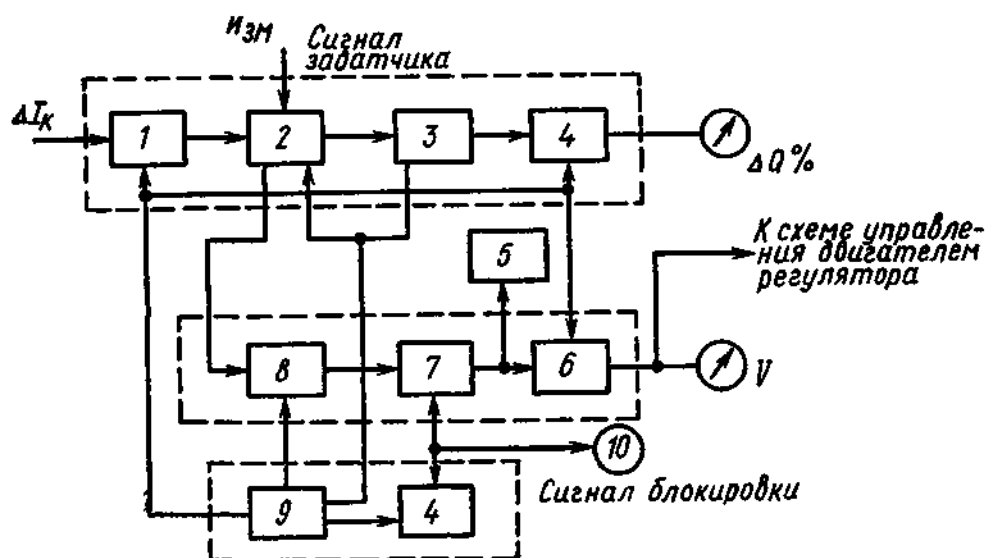 Изм
Сигнал
задатчика
ΔIк
1
2
3
4
ΔQ%
5
К схеме управле-
ния двигателем
регулятора
8
7
6
V
10
Сигнал блокировки
9
4